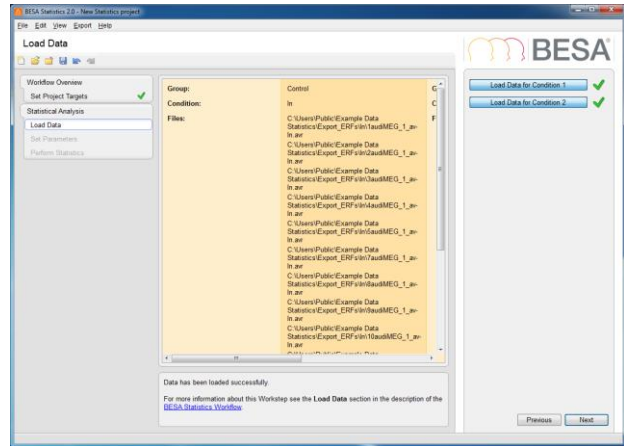 BESA Statistics 2.0 - New Statistics project
File Edit View Export Help
Load Data
BESA
Workflow Overview
Set Project Targets
Statistical Analysis
Load Data
Set Parameters
Perform Statistics
Group: Control G
Condition: In C
Files: C:\Users\Public\Example Data F
Statistics\Export_ERFs\In\1audiMEG_1_av-
In.avr
C:\Users\Public\Example Data
Statistics\Export_ERFs\In\2audiMEG_1_av-
In.avr
C:\Users\Public\Example Data
Statistics\Export_ERFs\In\3audiMEG_1_av-
In.avr
C:\Users\Public\Example Data
Statistics\Export_ERFs\In\4audiMEG_1_av-
In.avr
C:\Users\Public\Example Data
Statistics\Export_ERFs\In\5audiMEG_1_av-
In.avr
C:\Users\Public\Example Data
Statistics\Export_ERFs\In\7audiMEG_1_av-
In.avr
C:\Users\Public\Example Data
Statistics\Export_ERFs\In\8audiMEG_1_av-
In.avr
C:\Users\Public\Example Data
Statistics\Export_ERFs\In\9audiMEG_1_av-
In.avr
C:\Users\Public\Example Data
Statistics\Export_ERFs\In\10audiMEG_1_av-
In.avr
C:\Users\Public\Example Data
Load Data for Condition 1
Load Data for Condition 2
Data has been loaded successfully.
For more information about this Workstep see the Load Data section in the description of the
BESA Statistics Workflow.
Previous Next